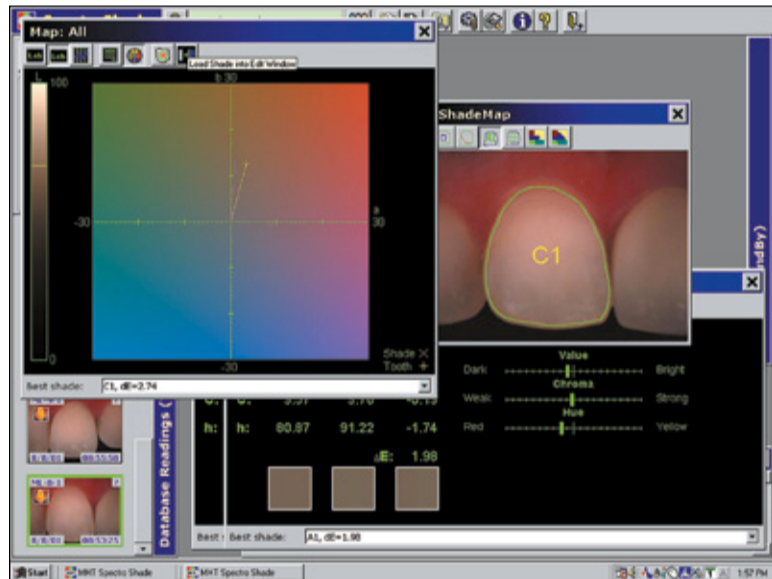 Map: All
Load Shade into Edit Window
L
100
b 30
-30
a
30
0
-30
Shade
Tooth
Best shade:
C1, dE=2.74
ShadeMap
C1
Value
Dark
Bright
Chroma
Weak
Strong
Hue
Red
Yellow
h:
h:
80.87
91.22
-1.74
ΔE:
1.98
Best shade:
A1, dE=1.98
Database Readings (
ndBy)
Start
MHT Spectro Shade
MHT Spectro Shade
1:57 PM